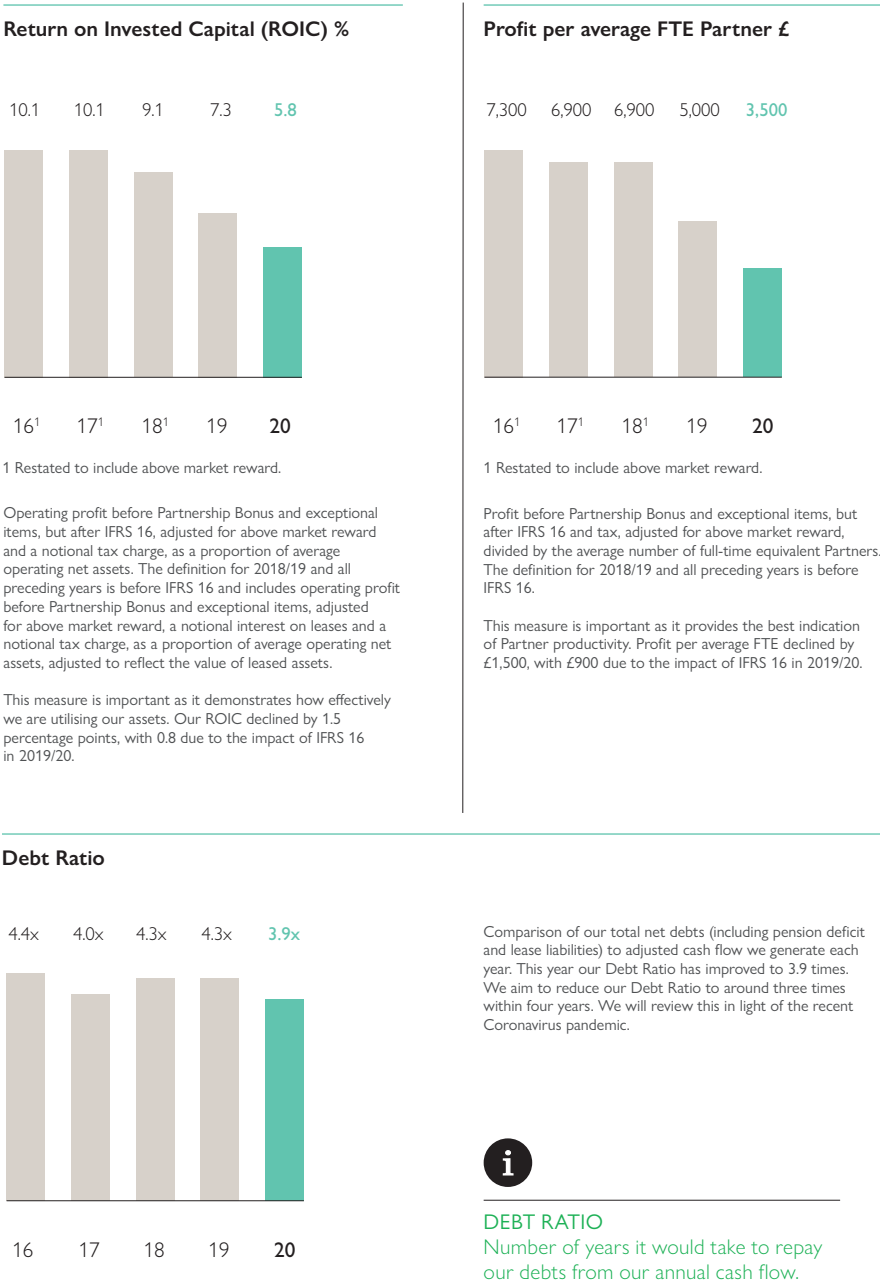 Return on Invested Capital (ROIC) %
10.1 10.1 9.1 7.3 5.8
16¹ 17¹ 18¹ 19 20
1 Restated to include above market reward.
Operating profit before Partnership Bonus and exceptional
items, but after IFRS 16, adjusted for above market reward
and a notional tax charge, as a proportion of average
operating net assets. The definition for 2018/19 and all
preceding years is before IFRS 16 and includes operating profit
before Partnership Bonus and exceptional items, adjusted
for above market reward, a notional interest on leases and a
notional tax charge, as a proportion of average operating net
assets, adjusted to reflect the value of leased assets.
This measure is important as it demonstrates how effectively
we are utilising our assets. Our ROIC declined by 1.5
percentage points, with 0.8 due to the impact of IFRS 16
in 2019/20.
Profit per average FTE Partner £
7,300 6,900 6,900 5,000 3,500
16¹ 17¹ 18¹ 19 20
1 Restated to include above market reward.
Profit before Partnership Bonus and exceptional items, but
after IFRS 16 and tax, adjusted for above market reward,
divided by the average number of full-time equivalent Partners.
The definition for 2018/19 and all preceding years is before
IFRS 16.
This measure is important as it provides the best indication
of Partner productivity. Profit per average FTE declined by
£1,500, with £900 due to the impact of IFRS 16 in 2019/20.
Debt Ratio
4.4x 4.0x 4.3x 4.3x 3.9x
16 17 18 19 20
Comparison of our total net debts (including pension deficit
and lease liabilities) to adjusted cash flow we generate each
year. This year our Debt Ratio has improved to 3.9 times.
We aim to reduce our Debt Ratio to around three times
within four years. We will review this in light of the recent
Coronavirus pandemic.
i
DEBT RATIO
Number of years it would take to repay
our debts from our annual cash flow.